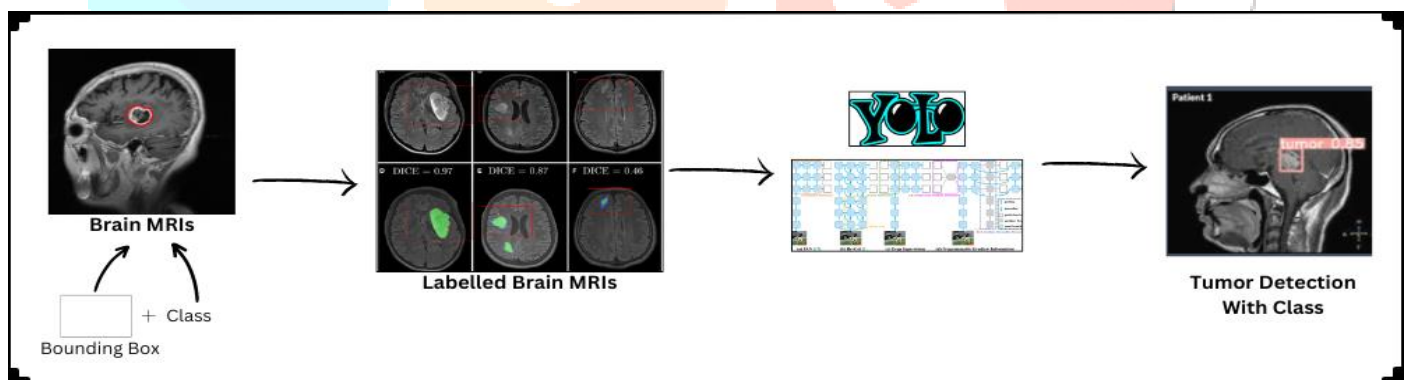 Brain MRIs
Bounding Box
+ Class
D DICE = 0.97
E DICE = 0.87
F DICE = 0.46
Labelled Brain MRIs
YOLO
Patient 1
tumor 0.85
Tumor Detection
With Class